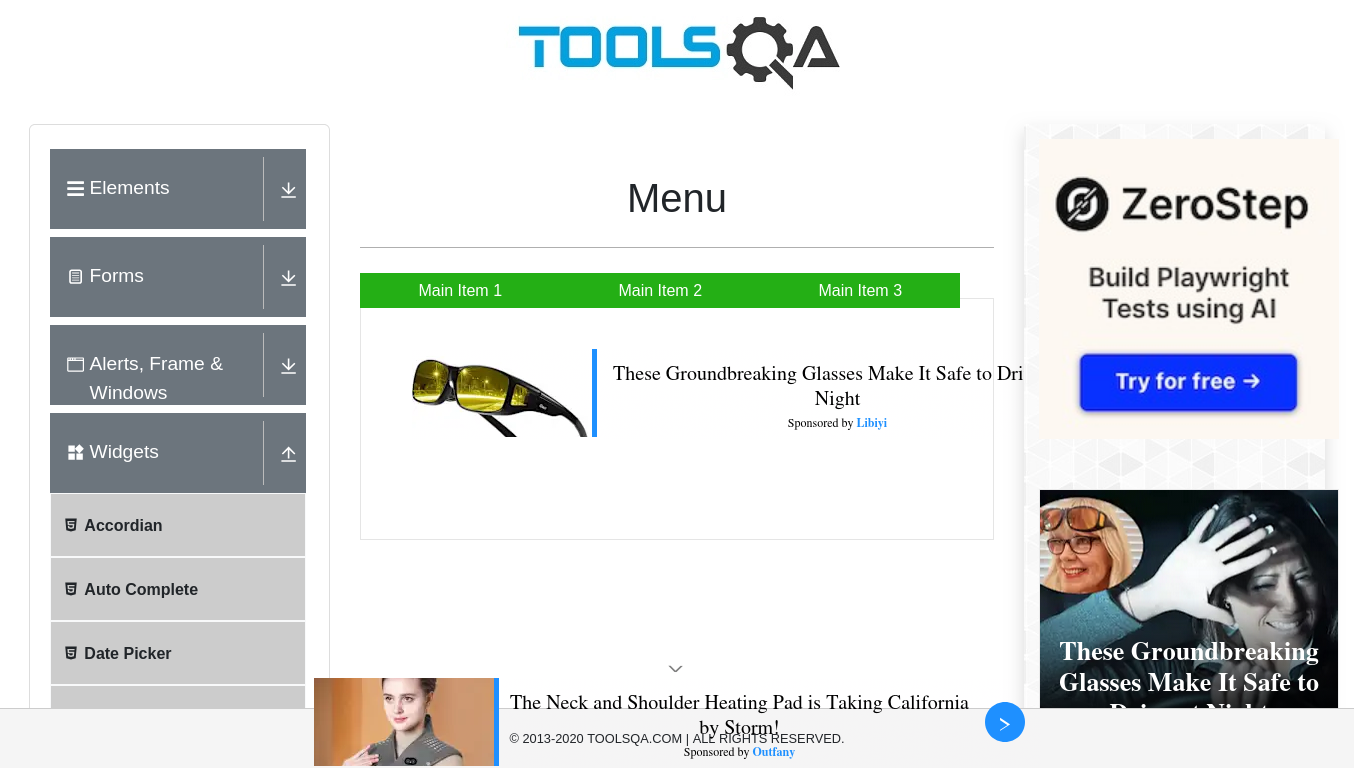 TOOLSQA
Elements
Forms
Alerts, Frame &
Windows
Widgets
Accordian
Auto Complete
Date Picker
Menu
Main Item 1
Main Item 2
Main Item 3
These Groundbreaking Glasses Make It Safe to Dri
Night
Sponsored by Libiyi
ZeroStep
Build Playwright
Tests using AI
Try for free →
These Groundbreaking
Glasses Make It Safe to
The Neck and Shoulder Heating Pad is Taking California
by Storm!
© 2013-2020 TOOLSQA.COM | ALL RIGHTS RESERVED.
Sponsored by Outfany